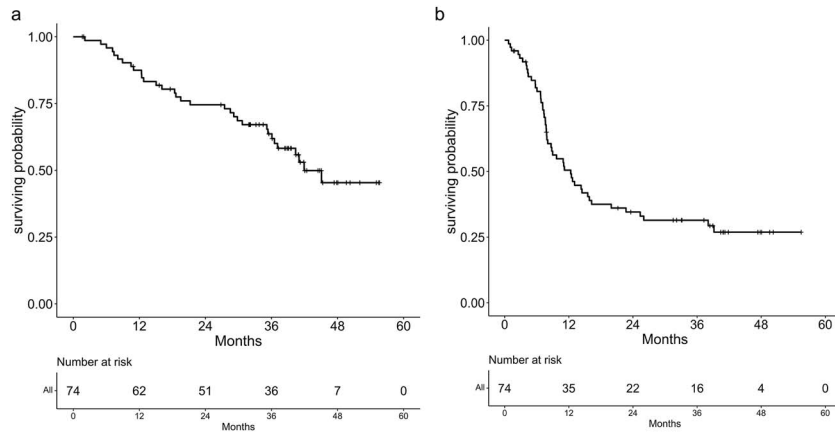 a
surviving probability
1.00
0.75
0.50
0.25
0.00
0 12 24 36 48 60
Months
Number at risk
All 74 62 51 36 7 0
0 12 24 36 48 60
Months
b
surviving probability
1.00
0.75
0.50
0.25
0.00
0 12 24 36 48 60
Months
Number at risk
All 74 35 22 16 4 0
0 12 24 36 48 60
Months